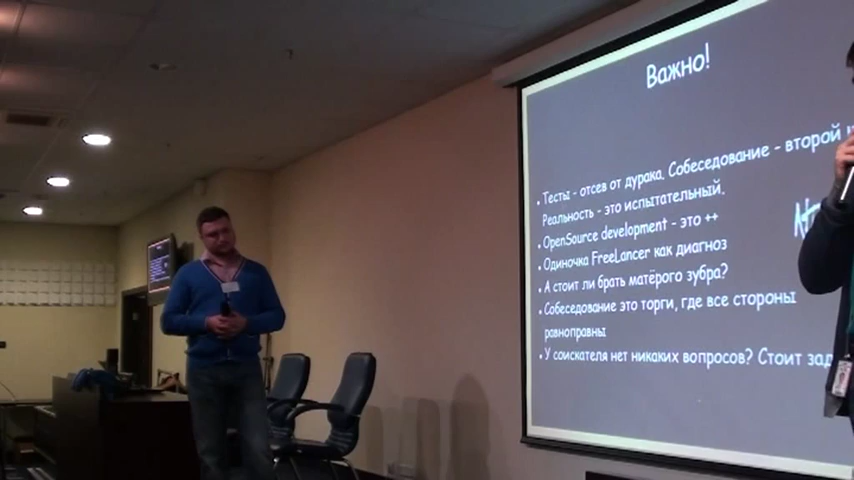 Важно!
Тесты - отсев от дурака. Собеседование - второй
Реальность - это испытательный.
OpenSource development - это ++
Одиночка FreeLancer как диагноз
А стоит ли брать матёрого зубра?
Собеседование это торги, где все стороны
равноправны
У соискателя нет никаких вопросов? Стоит